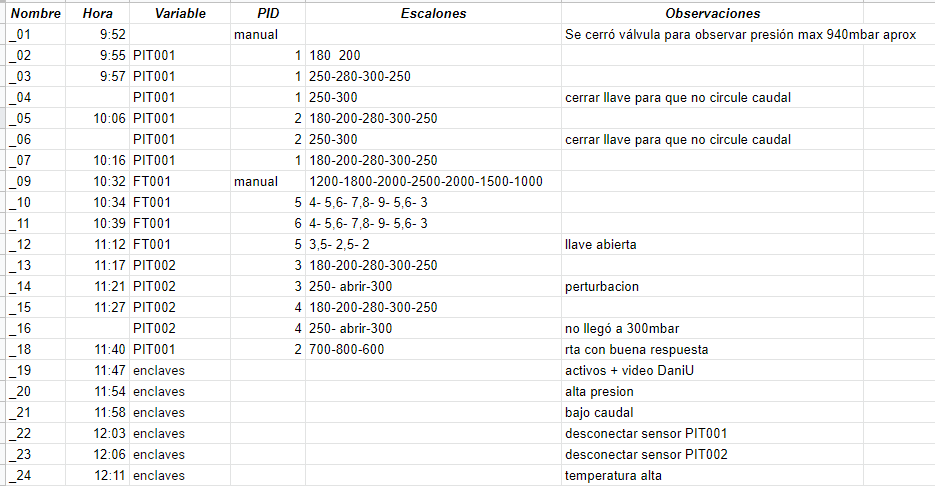 Nombre Hora Variable PID Escalones Observaciones
_01 9:52 manual Se cerró válvula para observar presión max 940mbar aprox
_02 9:55 PIT001 1 180 200
_03 9:57 PIT001 1 250-280-300-250
_04 PIT001 1 250-300 cerrar llave para que no circule caudal
_05 10:06 PIT001 2 180-200-280-300-250
_06 PIT001 2 250-300 cerrar llave para que no circule caudal
_07 10:16 PIT001 1 180-200-280-300-250
_09 10:32 FT001 manual 1200-1800-2000-2500-2000-1500-1000
_10 10:34 FT001 5 4- 5,6- 7,8- 9- 5,6- 3
_11 10:39 FT001 6 4- 5,6- 7,8- 9- 5,6- 3
_12 11:12 FT001 5 3,5- 2,5- 2 llave abierta
_13 11:17 PIT002 3 180-200-280-300-250
_14 11:21 PIT002 3 250- abrir-300 perturbacion
_15 11:27 PIT002 4 180-200-280-300-250
_16 PIT002 4 250- abrir-300 no llegó a 300mbar
_18 11:40 PIT001 2 700-800-600 rta con buena respuesta
_19 11:47 enclaves activos + video DaniU
_20 11:54 enclaves alta presion
_21 11:58 enclaves bajo caudal
_22 12:03 enclaves desconectar sensor PIT001
_23 12:06 enclaves desconectar sensor PIT002
_24 12:11 enclaves temperatura alta